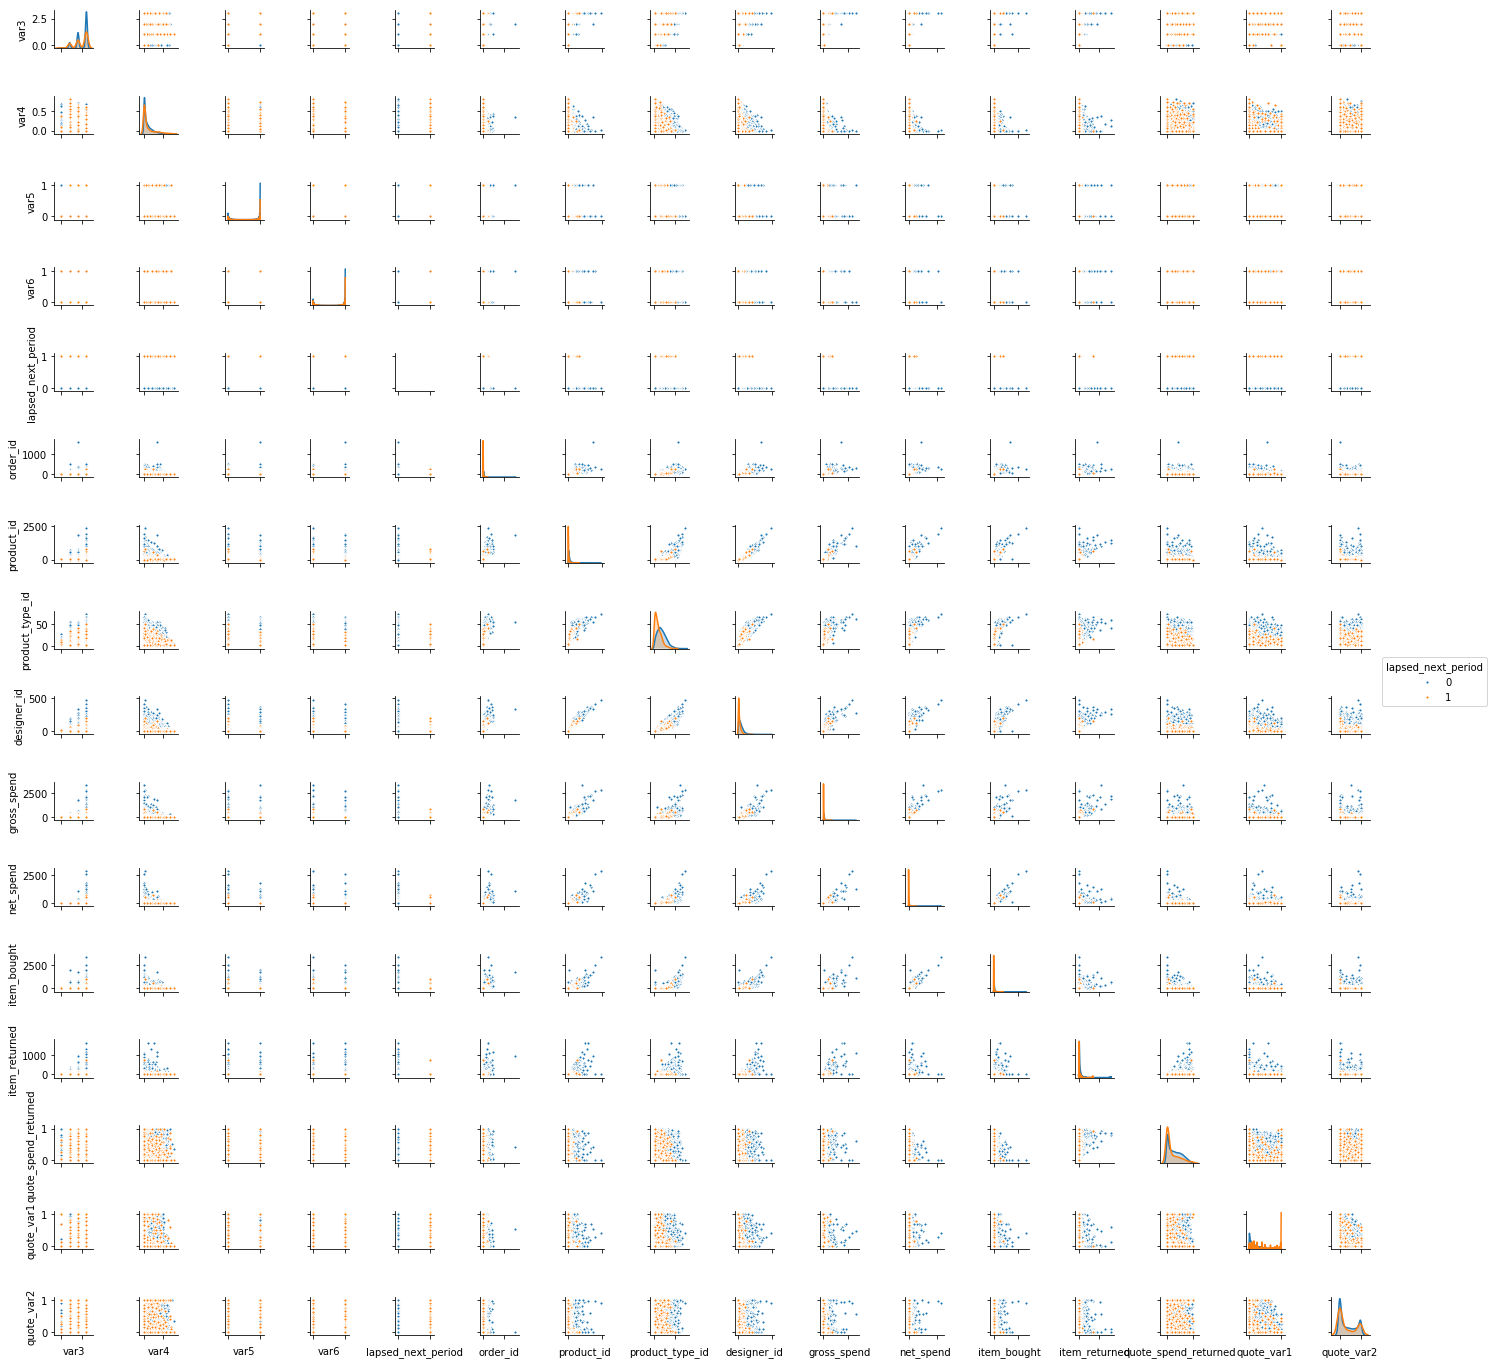 var3
2.5
0.0
var4
0.5
0.0
var5
1
0
var6
1
0
lapsed_next_period
1
0
order_id
1000
0
product_id
2500
0
product_type_id
50
0
lapsed_next_period
0
1
designer_id
500
0
gross_spend
2500
0
net_spend
2500
0
item_bought
2500
0
item_returned
1000
0
quote_spend_returned
1
0
quote_var1
1
0
quote_var2
1
0
var3 var4 var5 var6 lapsed_next_period order_id product_id product_type_id designer_id gross_spend net_spend item_bought item_returned quote_spend_returned quote_var1 quote_var2